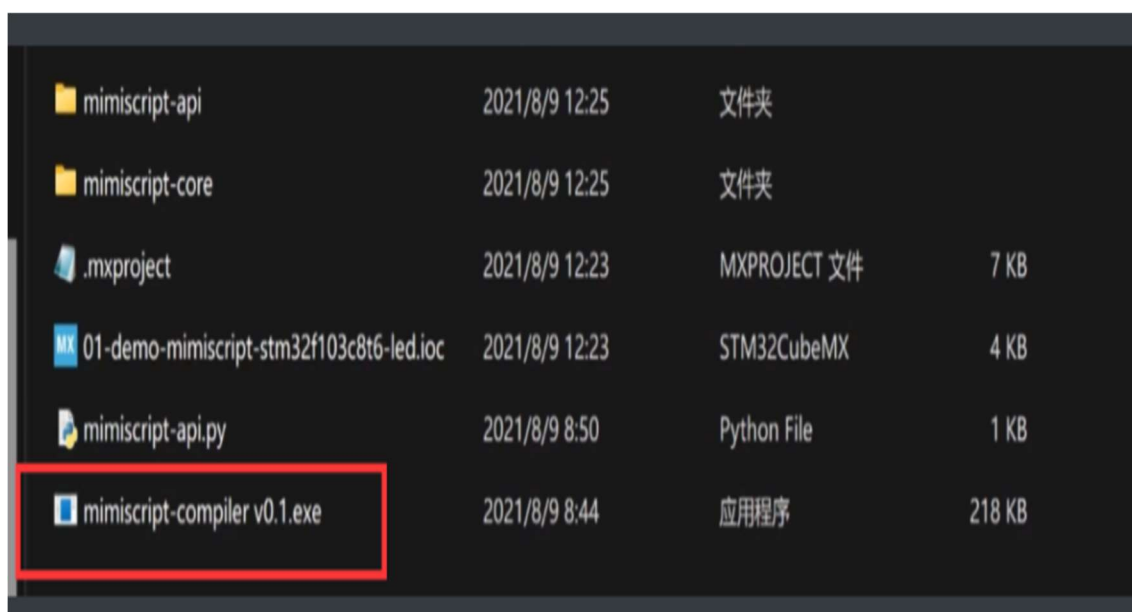 mimiscript-api 2021/8/9 12:25 文件夹
mimiscript-core 2021/8/9 12:25 文件夹
.mxproject 2021/8/9 12:23 MXPROJECT 文件 7 KB
MX 01-demo-mimiscript-stm32f103c8t6-led.ioc 2021/8/9 12:23 STM32CubeMX 4 KB
mimiscript-api.py 2021/8/9 8:50 Python File 1 KB
mimiscript-compiler v0.1.exe 2021/8/9 8:44 应用程序 218 KB